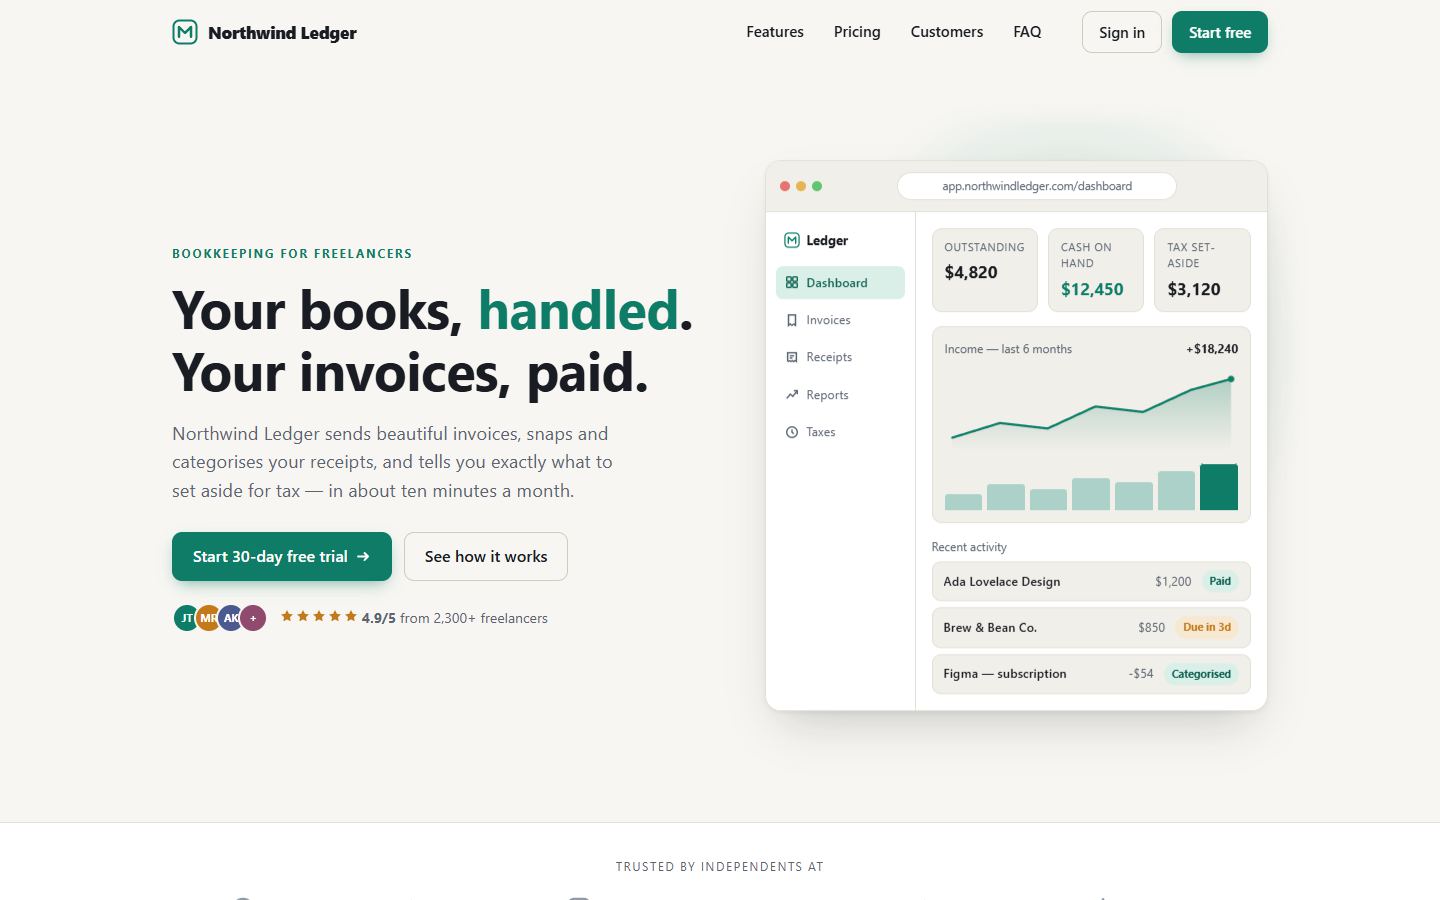 Northwind Ledger
Features
Pricing
Customers
FAQ
Sign in
Start free
BOOKKEEPING FOR FREELANCERS
Your books, handled.
Your invoices, paid.
Northwind Ledger sends beautiful invoices, snaps and
categorises your receipts, and tells you exactly what to
set aside for tax — in about ten minutes a month.
Start 30-day free trial →
See how it works
JT
MR
AK
+
★★★★★ 4.9/5 from 2,300+ freelancers
app.northwindledger.com/dashboard
Ledger
Dashboard
Invoices
Receipts
Reports
Taxes
OUTSTANDING
$4,820
CASH ON
HAND
$12,450
TAX SET-
ASIDE
$3,120
Income — last 6 months
+$18,240
Recent activity
Ada Lovelace Design
$1,200
Paid
Brew & Bean Co.
$850
Due in 3d
Figma — subscription
-$54
Categorised
TRUSTED BY INDEPENDENTS AT